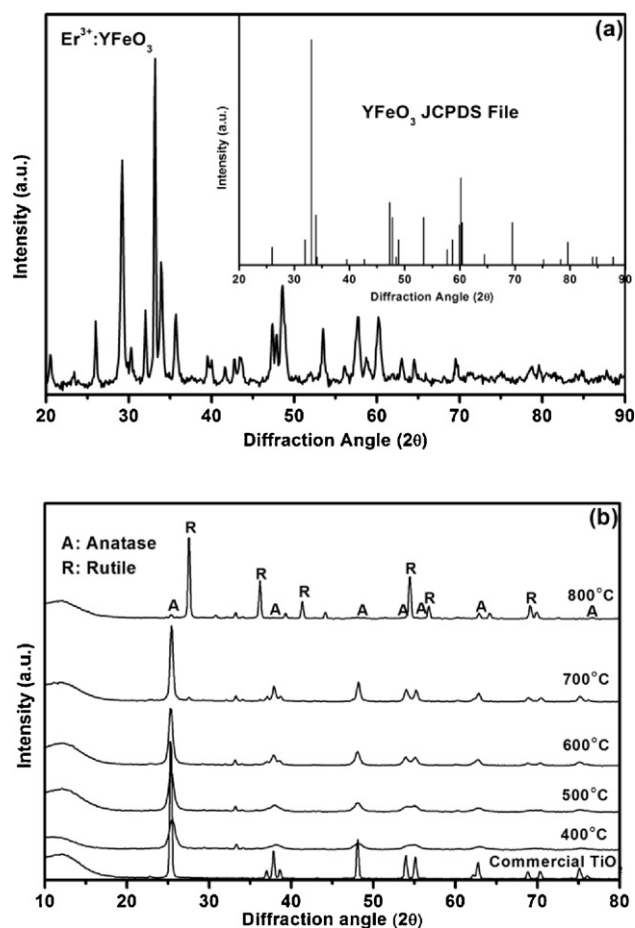 (a)
Er³⁺:YFeO₃
YFeO₃ JCPDS File
Intensity (a.u.)
20 30 40 50 60 70 80 90
Diffraction Angle (2θ)
Intensity (a.u.)
20 30 40 50 60 70 80 90
Diffraction Angle (2θ)
(b)
A: Anatase
R: Rutile
A R R A R A A R A R A R A A
800°C
700°C
600°C
500°C
400°C
Commercial TiO
Intensity (a.u.)
10 20 30 40 50 60 70 80
Diffraction angle (2θ)